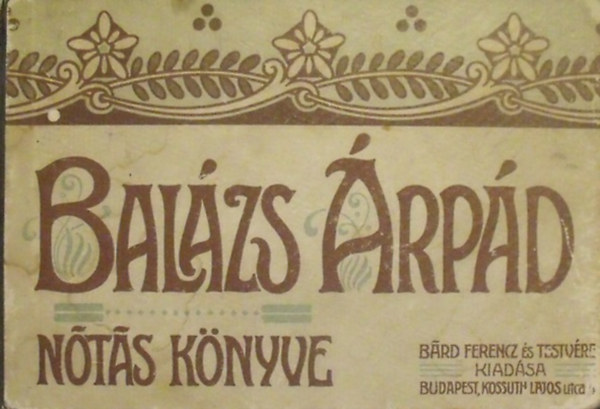 BALÁZS ÁRPÁD
NÓTÁS KÖNYVE
BÁRD FERENCZ és TESTVÉRE
KIADÁSA
BUDAPEST, KOSSUTH LAJOS utca